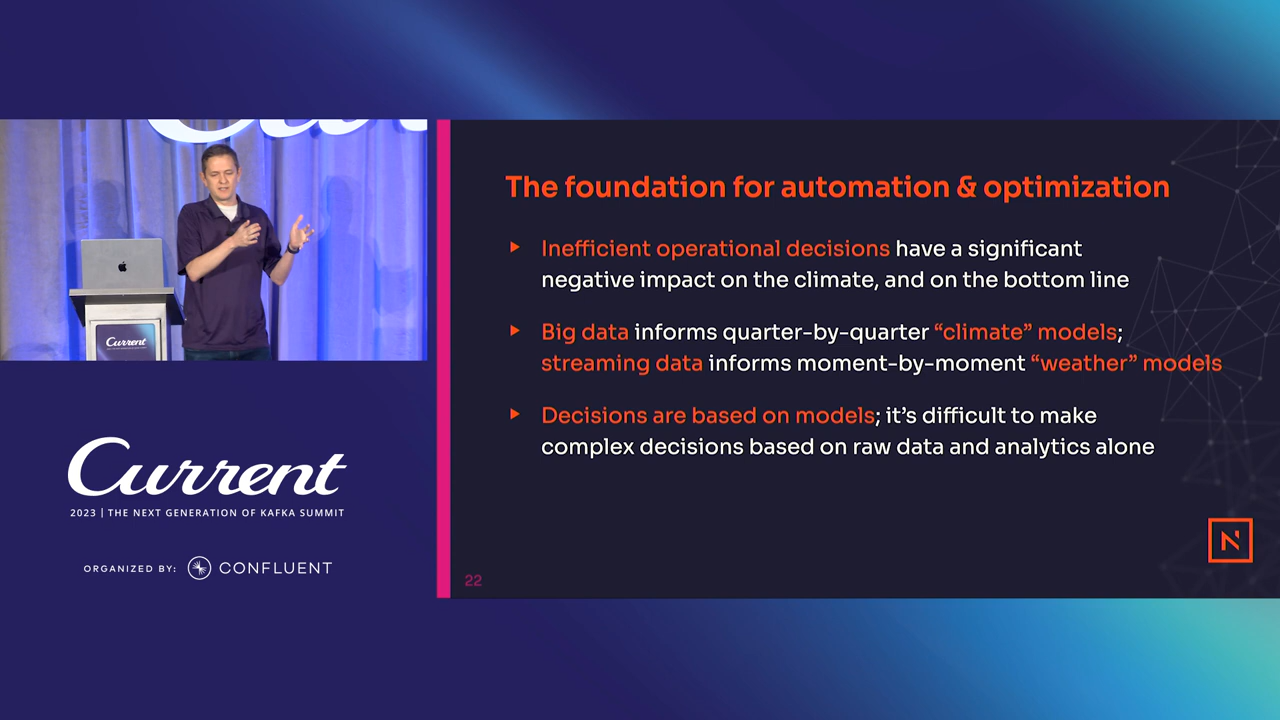 Current
Current
2023 | THE NEXT GENERATION OF KAFKA SUMMIT
ORGANIZED BY: CONFLUENT
The foundation for automation & optimization
Inefficient operational decisions have a significant
negative impact on the climate, and on the bottom line
Big data informs quarter-by-quarter “climate” models;
streaming data informs moment-by-moment “weather” models
Decisions are based on models; it’s difficult to make
complex decisions based on raw data and analytics alone
22
N